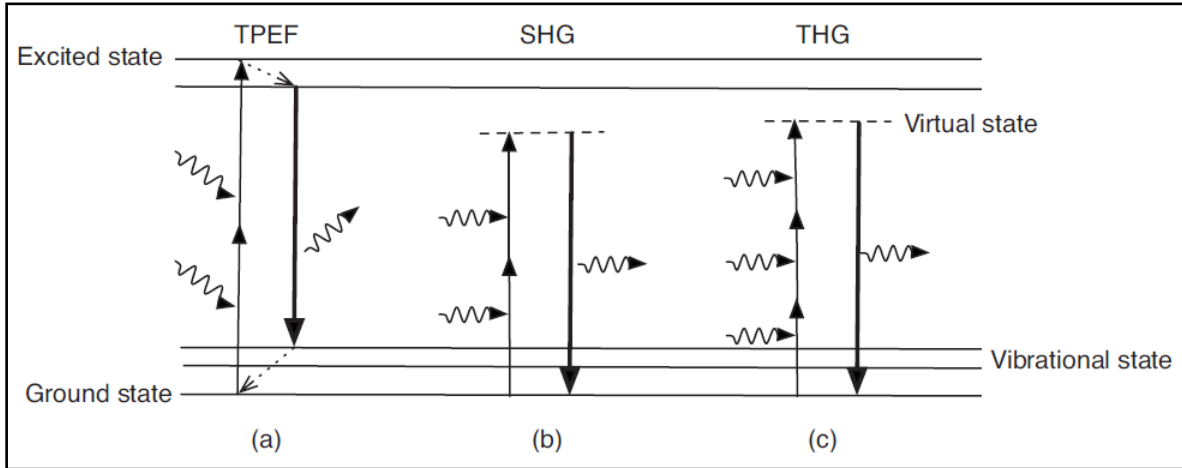 TPEF SHG THG
Excited state
Virtual state
Vibrational state
Ground state
(a) (b) (c)